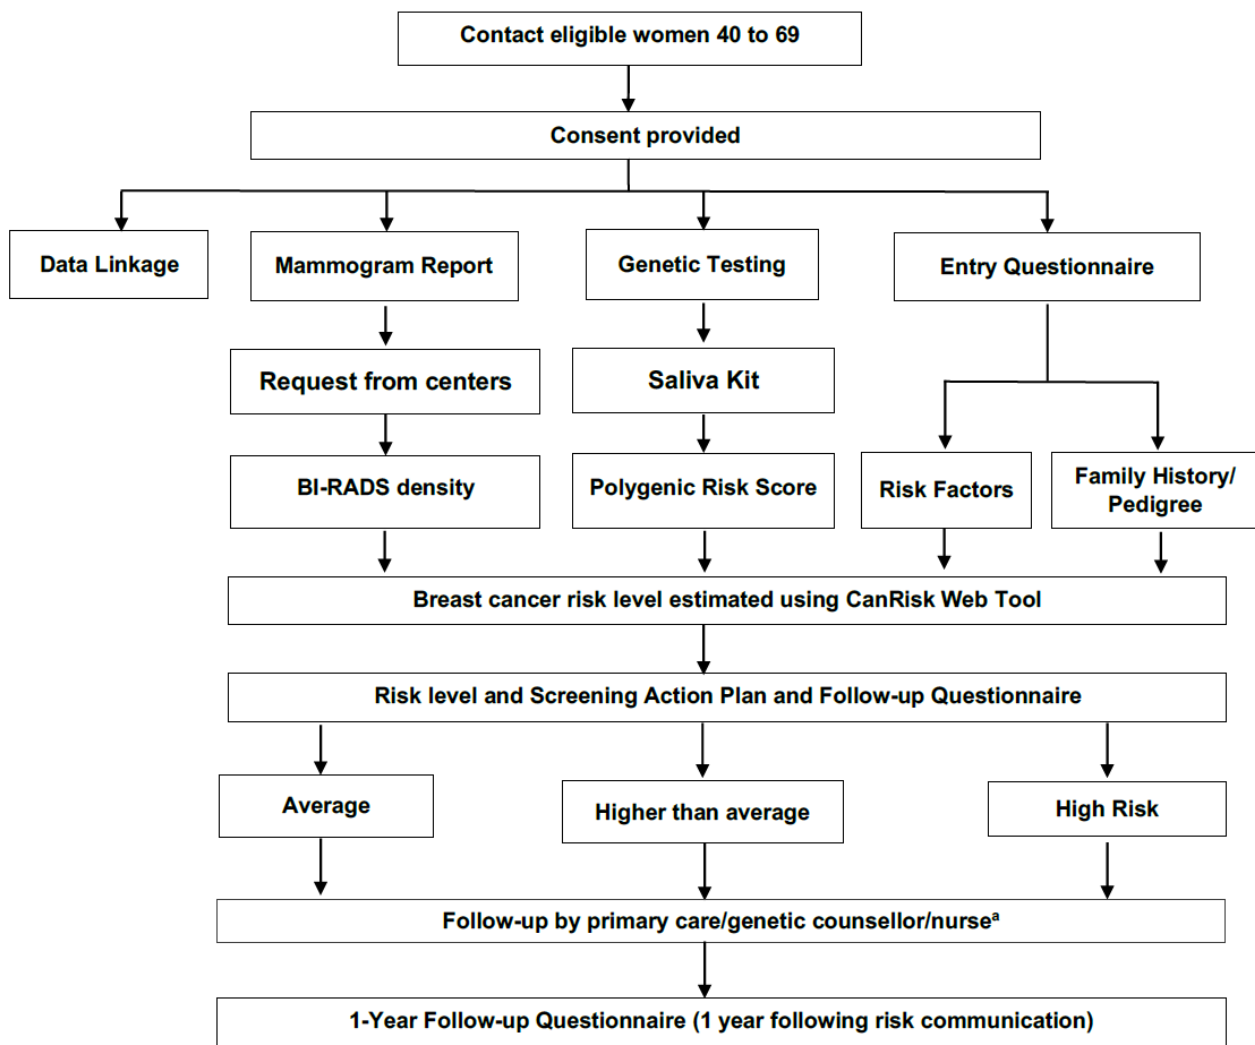 Contact eligible women 40 to 69
Consent provided
Data Linkage
Mammogram Report
Genetic Testing
Entry Questionnaire
Request from centers
Saliva Kit
BI-RADS density
Polygenic Risk Score
Risk Factors
Family History/
Pedigree
Breast cancer risk level estimated using CanRisk Web Tool
Risk level and Screening Action Plan and Follow-up Questionnaire
Average
Higher than average
High Risk
Follow-up by primary care/genetic counsellor/nurseᵃ
1-Year Follow-up Questionnaire (1 year following risk communication)